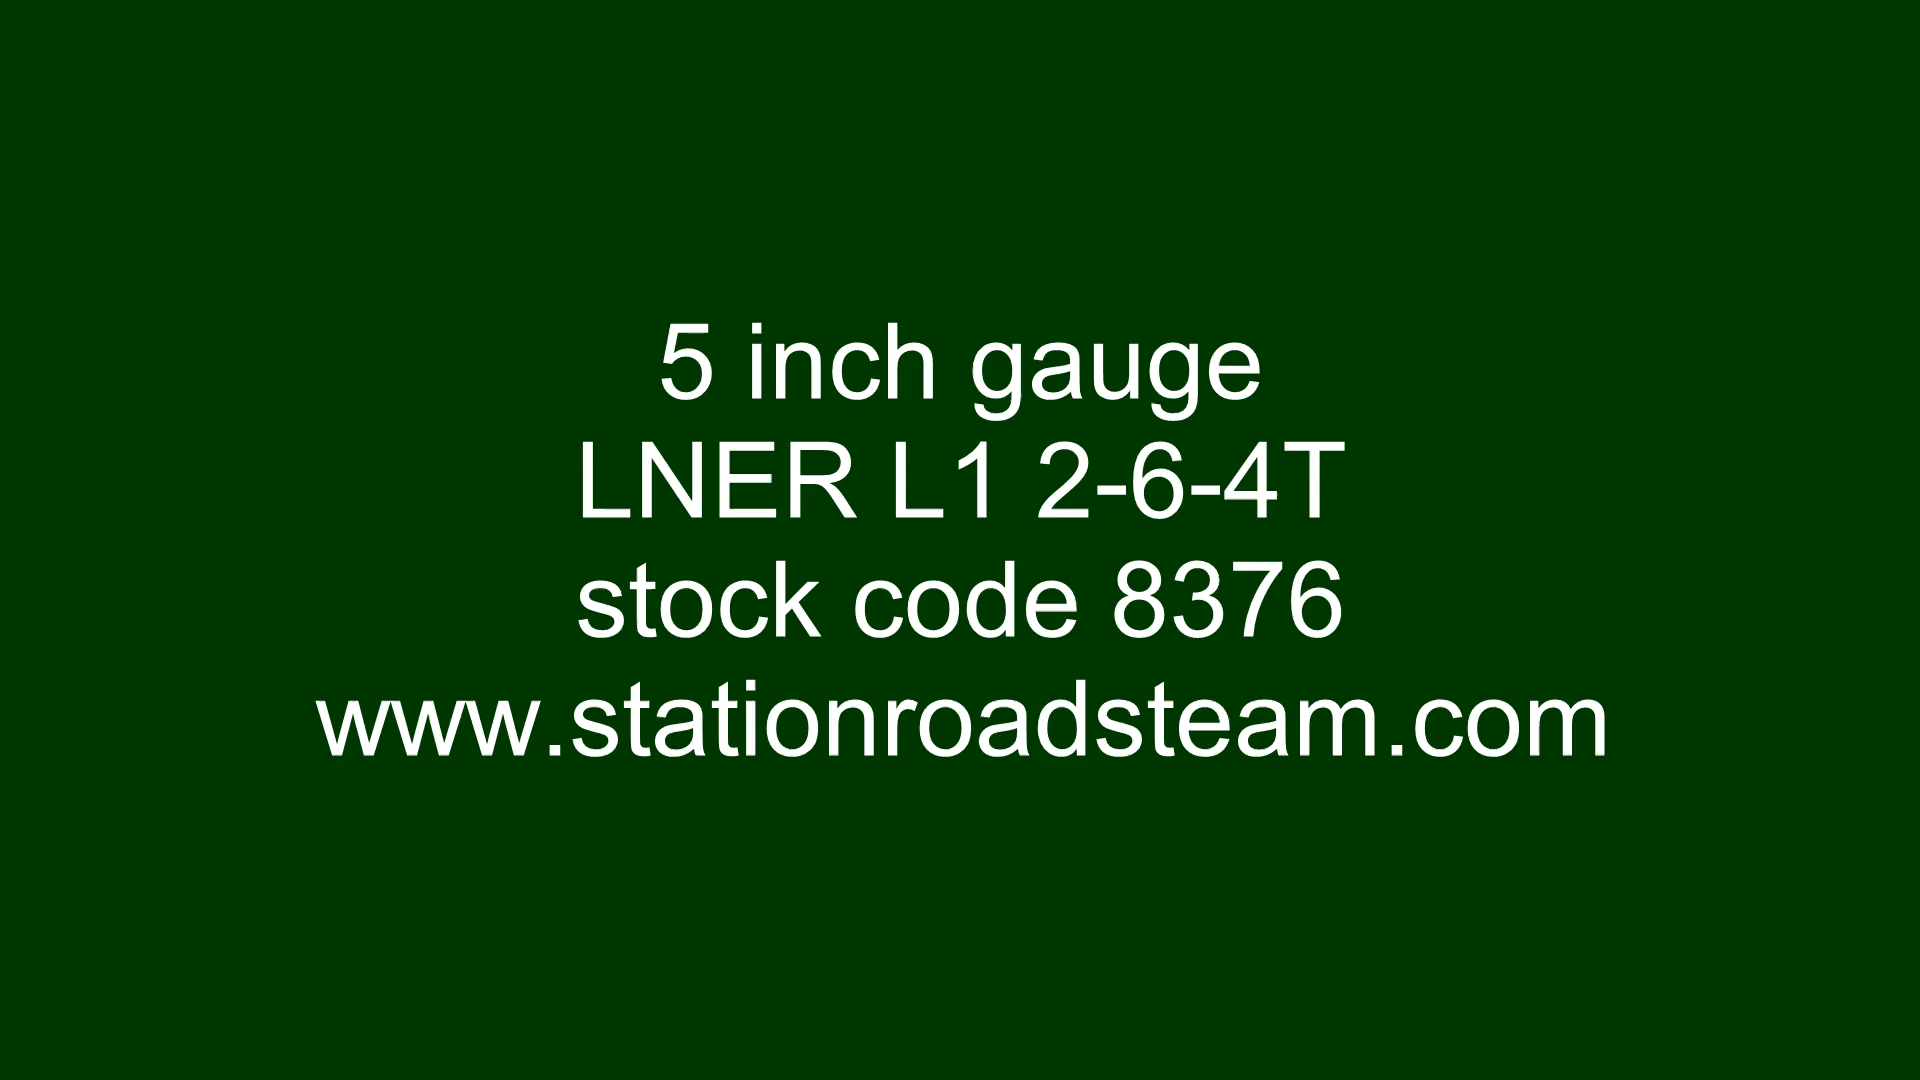 5 inch gauge
LNER L1 2-6-4T
stock code 8376
www.stationroadsteam.com